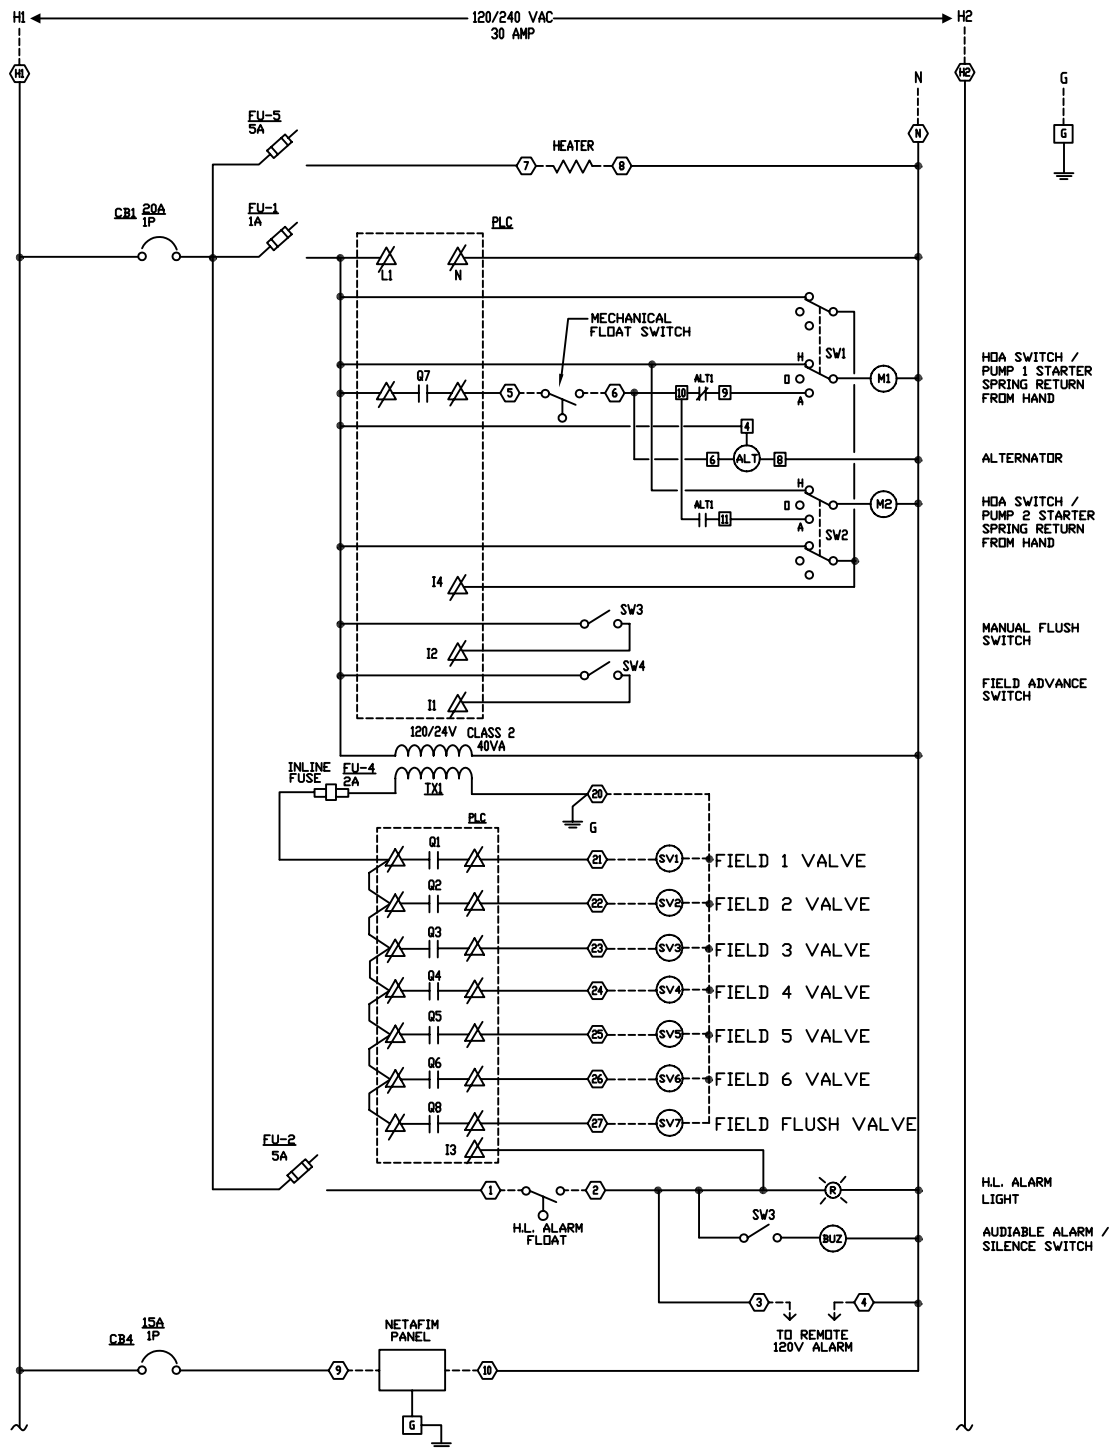 H1
120/240 VAC
30 AMP
H2
H1
H2
N
G
N
G
FU-5
5A
HEATER
7
8
CB1
20A
1P
FU-1
1A
PLC
L1
N
MECHANICAL
FLOAT SWITCH
SW1
H
O
A
M1
HOA SWITCH /
PUMP 1 STARTER
SPRING RETURN
FROM HAND
Q7
5
6
10
ALT1
9
4
6
ALT
8
ALTERNATOR
H
O
A
M2
HOA SWITCH /
PUMP 2 STARTER
SPRING RETURN
FROM HAND
ALT1
11
SW2
I4
SW3
MANUAL FLUSH
SWITCH
I2
SW4
FIELD ADVANCE
SWITCH
I1
120/24V
CLASS 2
40VA
INLINE
FUSE
FU-4
2A
TX1
20
G
PLC
Q1
21
SV1
FIELD 1 VALVE
Q2
22
SV2
FIELD 2 VALVE
Q3
23
SV3
FIELD 3 VALVE
Q4
24
SV4
FIELD 4 VALVE
Q5
25
SV5
FIELD 5 VALVE
Q6
26
SV6
FIELD 6 VALVE
Q8
27
SV7
FIELD FLUSH VALVE
I3
FU-2
5A
1
2
H.L. ALARM
FLOAT
R
H.L. ALARM
LIGHT
SW3
BUZ
AUDIABLE ALARM /
SILENCE SWITCH
3
4
TO REMOTE
120V ALARM
CB4
15A
1P
NETAFIM
PANEL
9
10
G